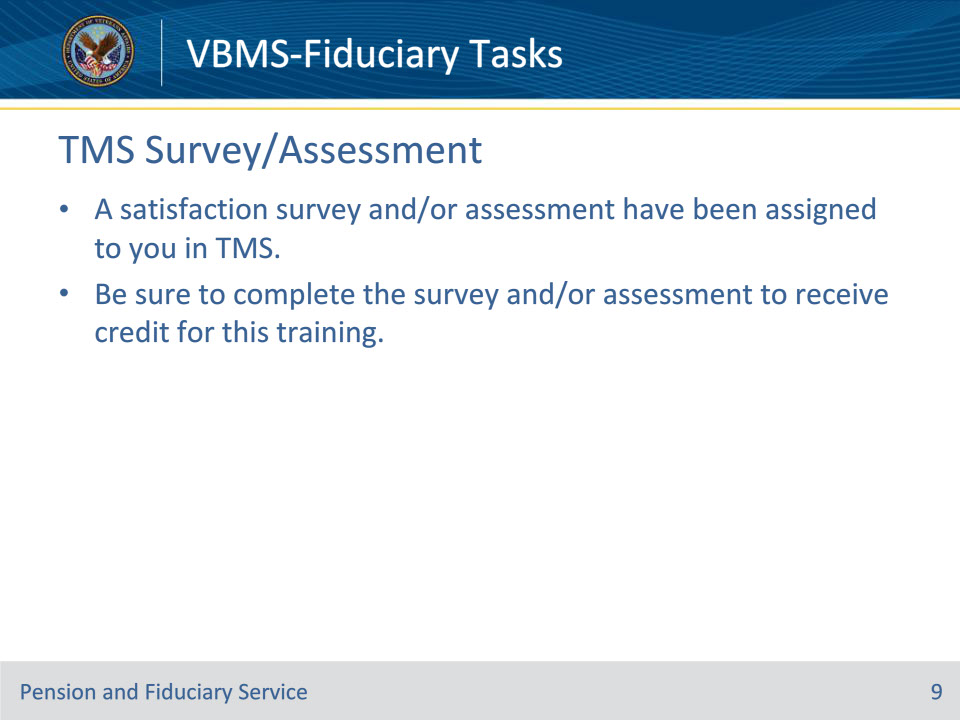 VBMS-Fiduciary Tasks
TMS Survey/Assessment
• A satisfaction survey and/or assessment have been assigned
to you in TMS.
• Be sure to complete the survey and/or assessment to receive
credit for this training.
Pension and Fiduciary Service
9